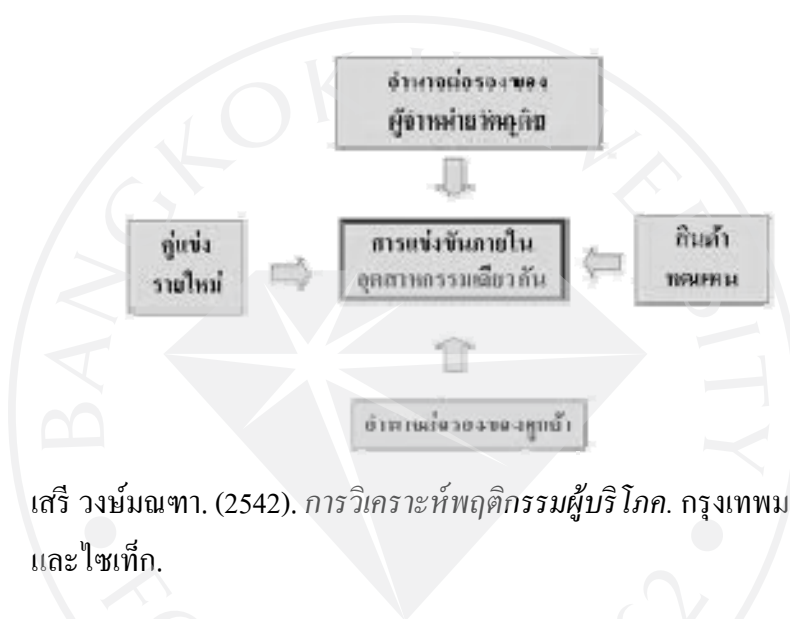 อำนาจต่อรองของ
ผู้จำหน่ายวัตถุดิบ
คู่แข่ง
รายใหม่
การแข่งขันภายใน
อุตสาหกรรมเดียวกัน
สินค้า
ทดแทน
อำนาจต่อรองของลูกค้า
เสรี วงษ์มณฑา. (2542). การวิเคราะห์พฤติกรรมผู้บริโภค. กรุงเทพม
และไซเท็ก.
BANGKOK UNIVERSITY